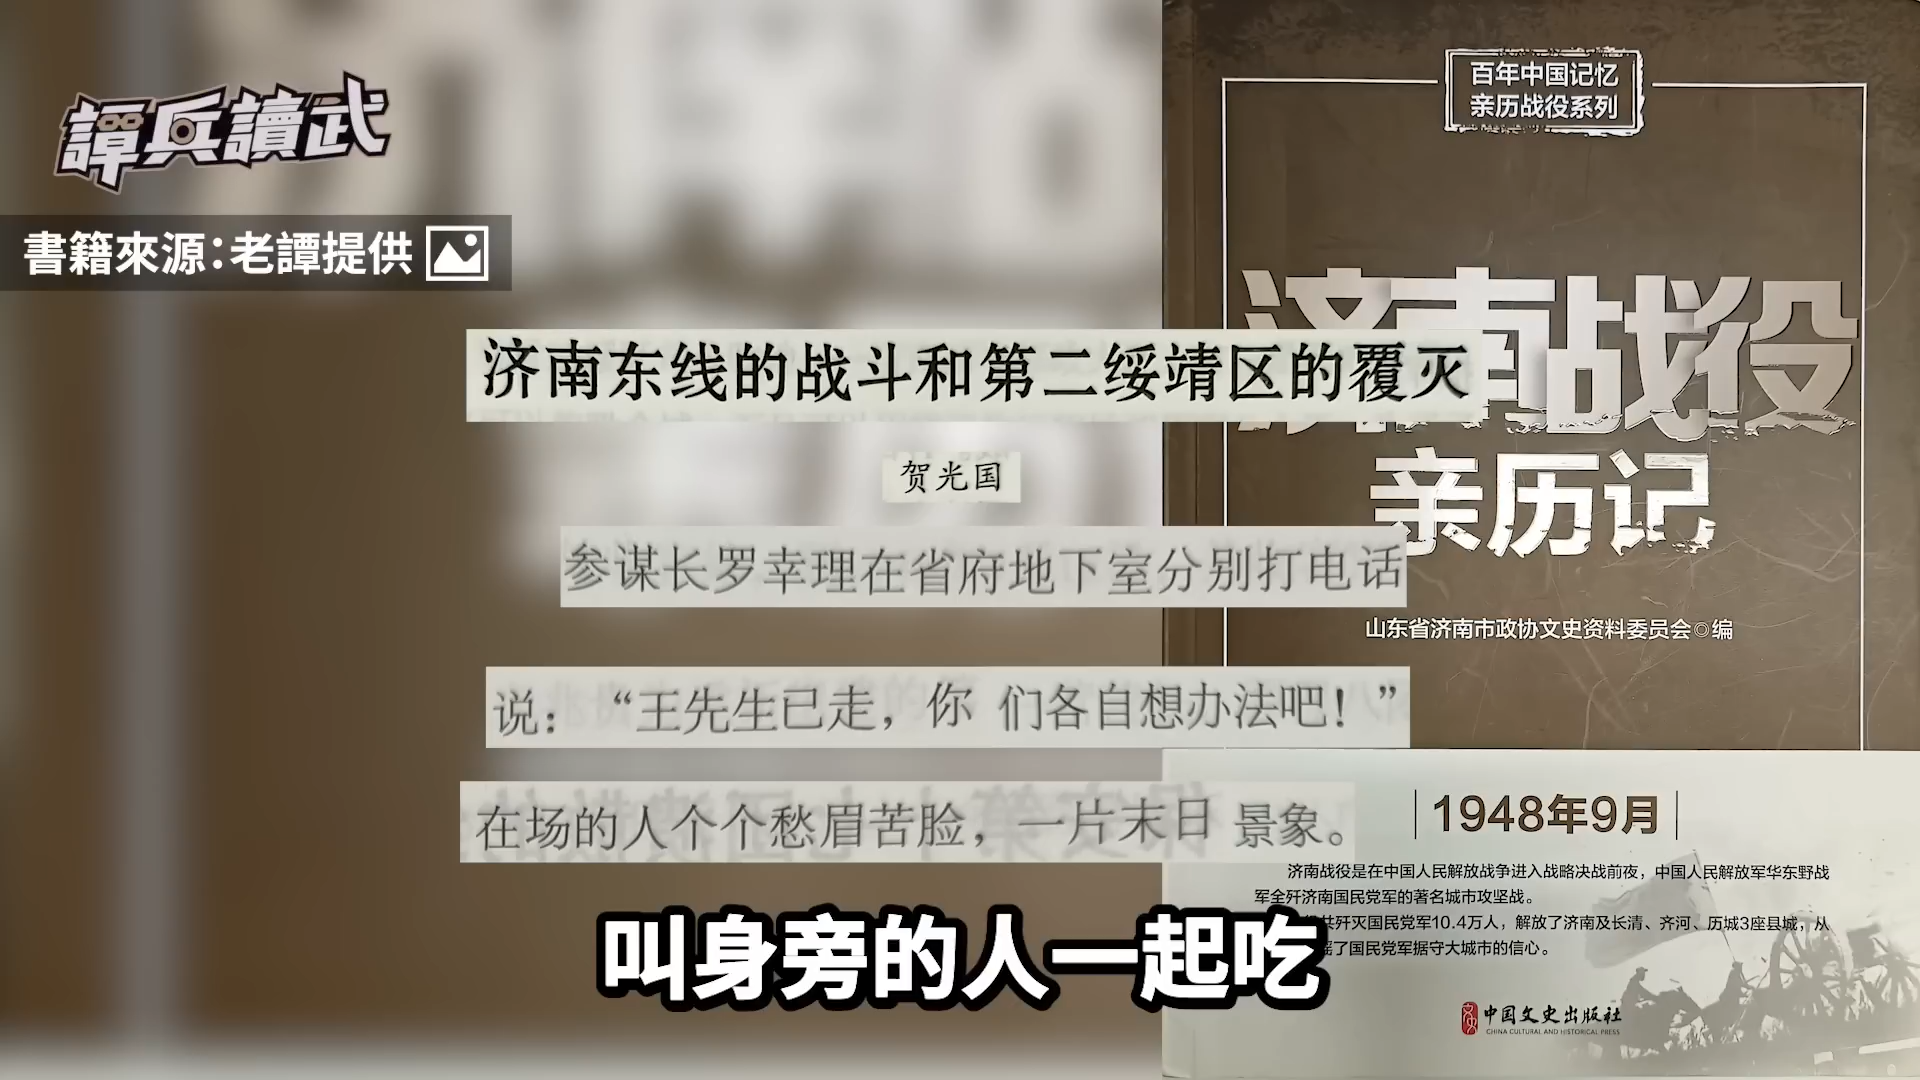 譚兵讀武
書籍來源：老譚提供
济南东线的战斗和第二绥靖区的覆灭
贺光国
参谋长罗幸理在省府地下室分别打电话
说：“王先生已走，你 们各自想办法吧！”
在场的人个个愁眉苦脸，一片末日 景象。
叫身旁的人一起吃
百年中国记忆
亲历战役系列
济南战役
亲历记
山东省济南市政协文史资料委员会◎编
1948年9月
济南战役是在中国人民解放战争进入战略决战前夜，中国人民解放军华东野战
军全歼济南国民党军的著名城市攻坚战。
共歼灭国民党军10.4万人，解放了济南及长清、齐河、历城3座县城，从
了国民党军据守大城市的信心。
中国文史出版社
CHINA CULTURAL AND HISTORICAL PRESS